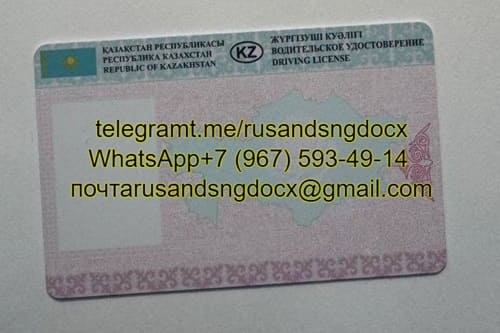 ҚАЗАҚСТАН РЕСПУБЛИКАСЫ
РЕСПУБЛИКА КАЗАХСТАН
REPUBLIC OF KAZAKHSTAN
KZ
ЖҮРГІЗУШІ КУӘЛІГІ
ВОДИТЕЛЬСКОЕ УДОСТОВЕРЕНИЕ
DRIVING LICENSE
telegramt.me/rusandsngdocx
WhatsApp+7 (967) 593-49-14
почтаrusandsngdocx@gmail.com